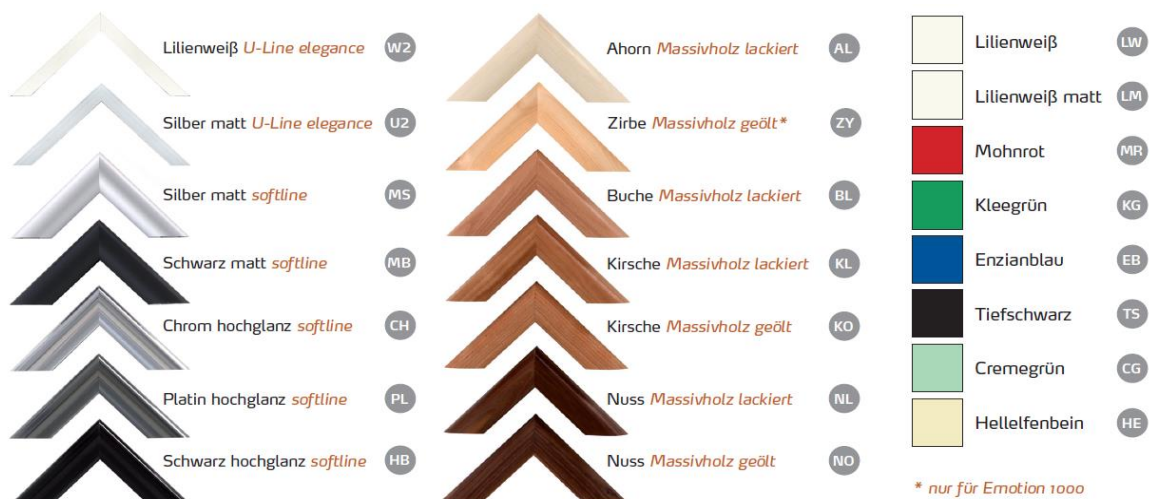 Lilienweiß U-Line elegance W2
Silber matt U-Line elegance U2
Silber matt softline MS
Schwarz matt softline MB
Chrom hochglanz softline CH
Platin hochglanz softline PL
Schwarz hochglanz softline HB
Ahorn Massivholz lackiert AL
Zirbe Massivholz geölt* ZY
Buche Massivholz lackiert BL
Kirsche Massivholz lackiert KL
Kirsche Massivholz geölt KO
Nuss Massivholz lackiert NL
Nuss Massivholz geölt NO
Lilienweiß LW
Lilienweiß matt LM
Mohnrot MR
Kleegrün KG
Enzianblau EB
Tiefschwarz TS
Cremegrün CG
Hellelfenbein HE
* nur für Emotion 1000